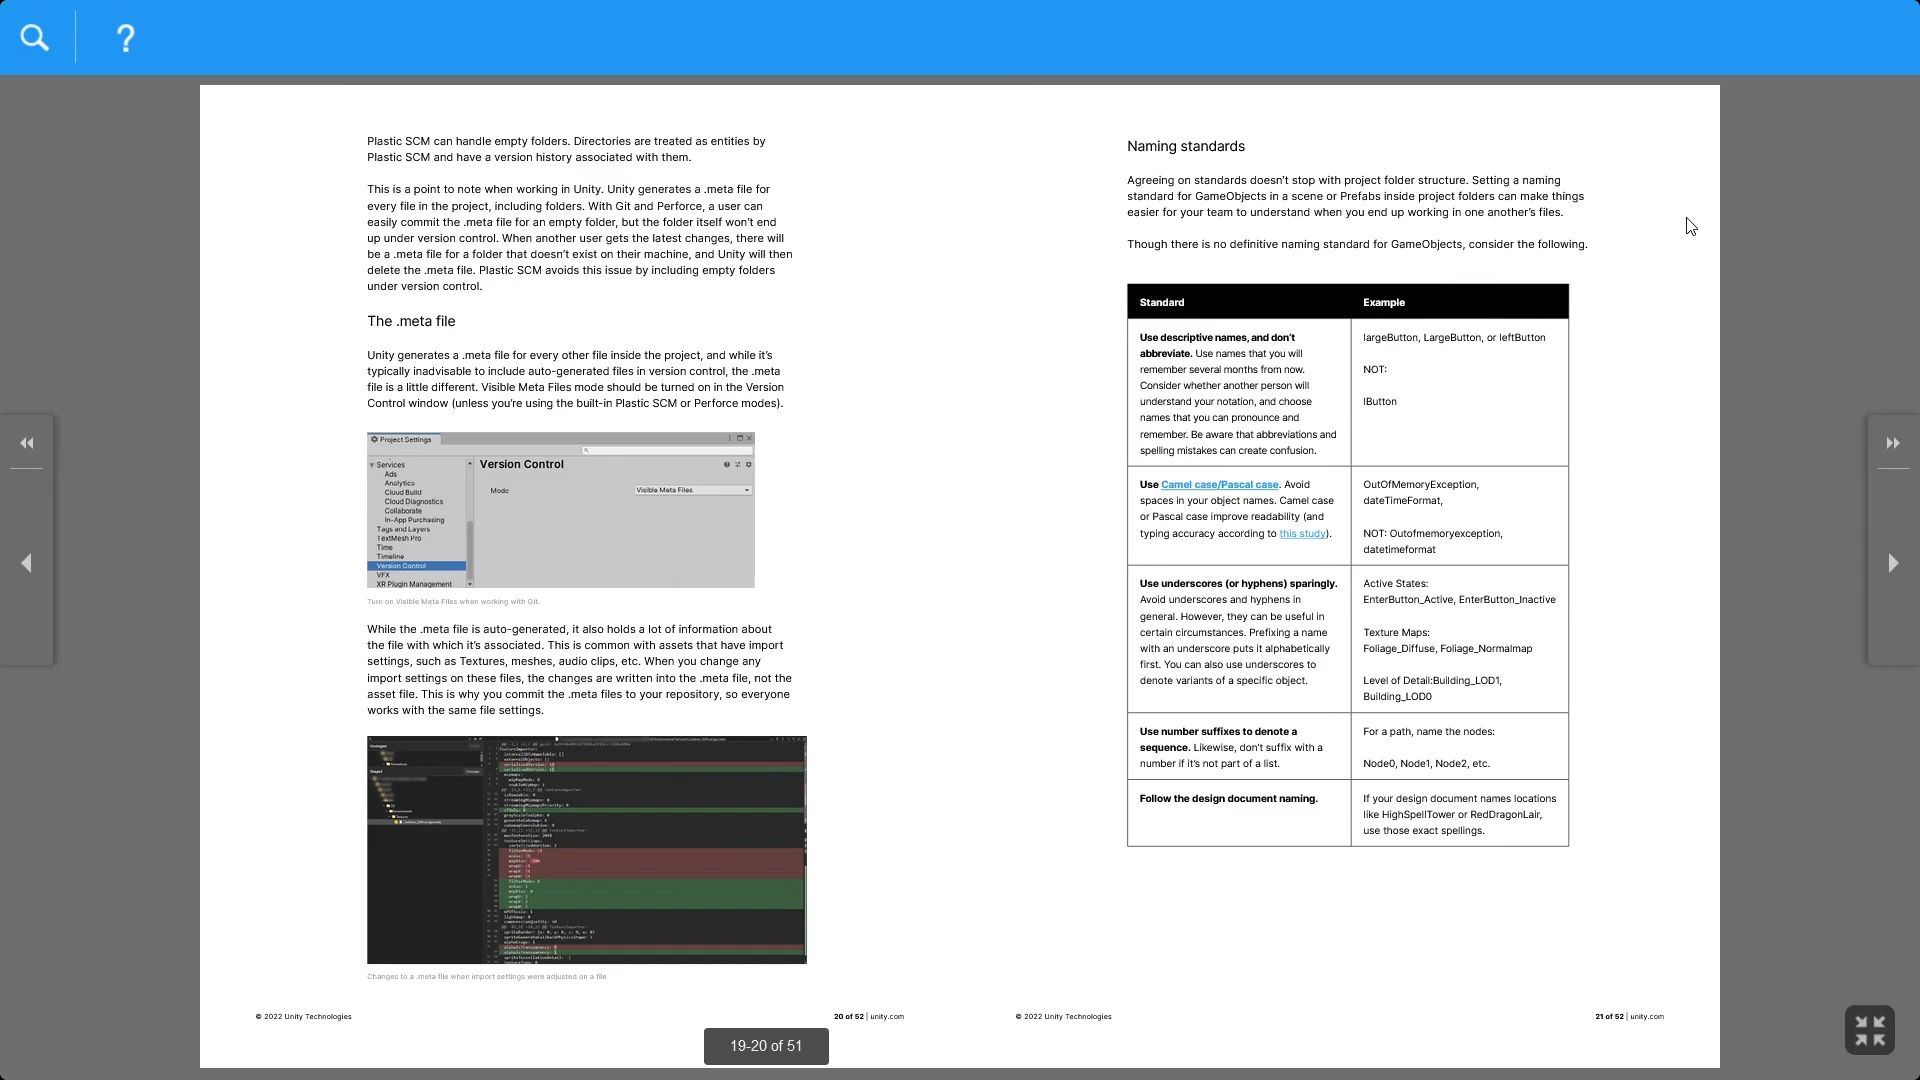 ?
Plastic SCM can handle empty folders. Directories are treated as entities by
Plastic SCM and have a version history associated with them.
This is a point to note when working in Unity. Unity generates a .meta file for
every file in the project, including folders. With Git and Perforce, a user can
easily commit the .meta file for an empty folder, but the folder itself won’t end
up under version control. When another user gets the latest changes, there will
be a .meta file for a folder that doesn’t exist on their machine, and Unity will then
delete the .meta file. Plastic SCM avoids this issue by including empty folders
under version control.
The .meta file
Unity generates a .meta file for every other file inside the project, and while it’s
typically inadvisable to include auto-generated files in version control, the .meta
file is a little different. Visible Meta Files mode should be turned on in the Version
Control window (unless you’re using the built-in Plastic SCM or Perforce modes).
Project Settings
Services
Ads
Analytics
Cloud Build
Cloud Diagnostics
Collaborate
In-App Purchasing
Tags and Layers
TextMesh Pro
Time
Timeline
Version Control
VFX
XR Plugin Management
Version Control
Mode
Visible Meta Files
Turn on Visible Meta Files when working with Git.
While the .meta file is auto-generated, it also holds a lot of information about
the file with which it’s associated. This is common with assets that have import
settings, such as Textures, meshes, audio clips, etc. When you change any
import settings on these files, the changes are written into the .meta file, not the
asset file. This is why you commit the .meta files to your repository, so everyone
works with the same file settings.
Changes to a .meta file when import settings were adjusted on a file
© 2022 Unity Technologies
20 of 52 | unity.com
Naming standards
Agreeing on standards doesn’t stop with project folder structure. Setting a naming
standard for GameObjects in a scene or Prefabs inside project folders can make things
easier for your team to understand when you end up working in one another’s files.
Though there is no definitive naming standard for GameObjects, consider the following.
Standard
Example
Use descriptive names, and don’t
abbreviate. Use names that you will
remember several months from now.
Consider whether another person will
understand your notation, and choose
names that you can pronounce and
remember. Be aware that abbreviations and
spelling mistakes can create confusion.
largeButton, LargeButton, or leftButton
NOT:
lButton
Use Camel case/Pascal case. Avoid
spaces in your object names. Camel case
or Pascal case improve readability (and
typing accuracy according to this study).
OutOfMemoryException,
dateTimeFormat,
NOT: Outofmemoryexception,
datetimeformat
Use underscores (or hyphens) sparingly.
Avoid underscores and hyphens in
general. However, they can be useful in
certain circumstances. Prefixing a name
with an underscore puts it alphabetically
first. You can also use underscores to
denote variants of a specific object.
Active States:
EnterButton_Active, EnterButton_Inactive
Texture Maps:
Foliage_Diffuse, Foliage_Normalmap
Level of Detail:Building_LOD1,
Building_LOD0
Use number suffixes to denote a
sequence. Likewise, don’t suffix with a
number if it’s not part of a list.
For a path, name the nodes:
Node0, Node1, Node2, etc.
Follow the design document naming.
If your design document names locations
like HighSpellTower or RedDragonLair,
use those exact spellings.
© 2022 Unity Technologies
21 of 52 | unity.com
19-20 of 51